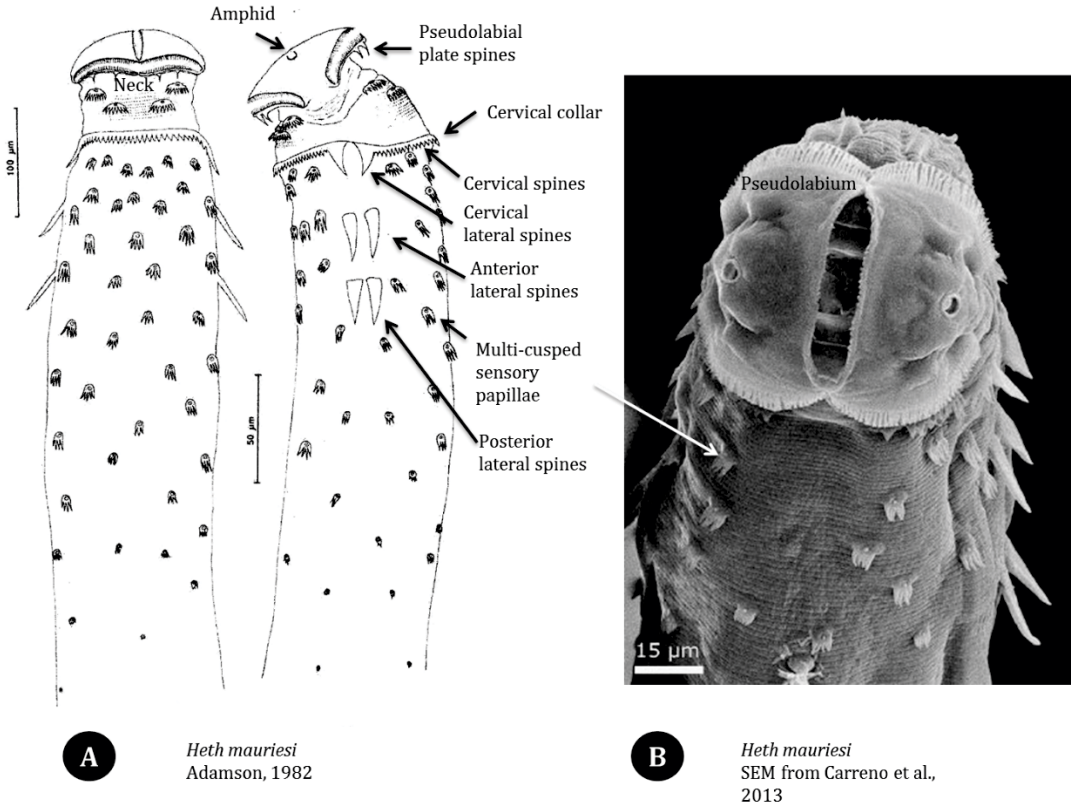 Amphid
Pseudolabial
plate spines
Neck
Cervical collar
100 μm
Cervical spines
Cervical
lateral spines
Anterior
lateral spines
Multi-cusped
sensory
papillae
50 μm
Posterior
lateral spines
Pseudolabium
15 μm
A
Heth mauriesi
Adamson, 1982
B
Heth mauriesi
SEM from Carreno et al.,
2013